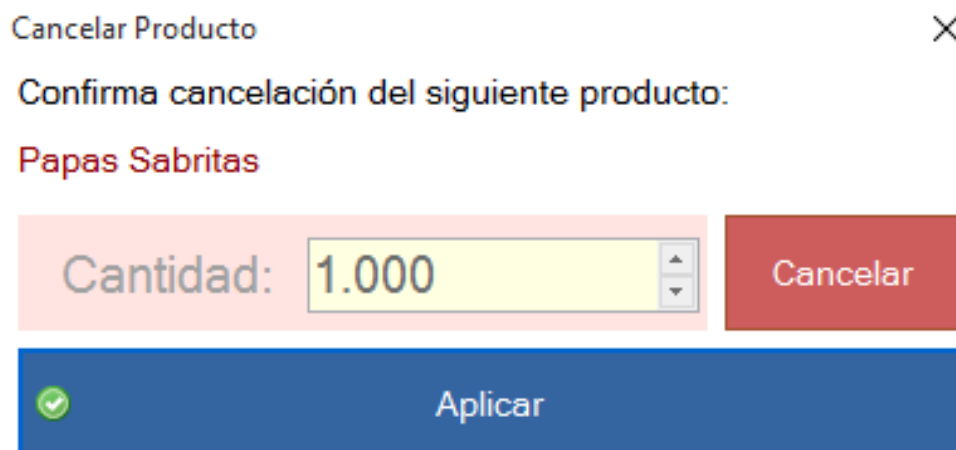 Cancelar Producto
Confirma cancelación del siguiente producto:
Papas Sabritas
Cantidad: 1.000 Cancelar
Aplicar